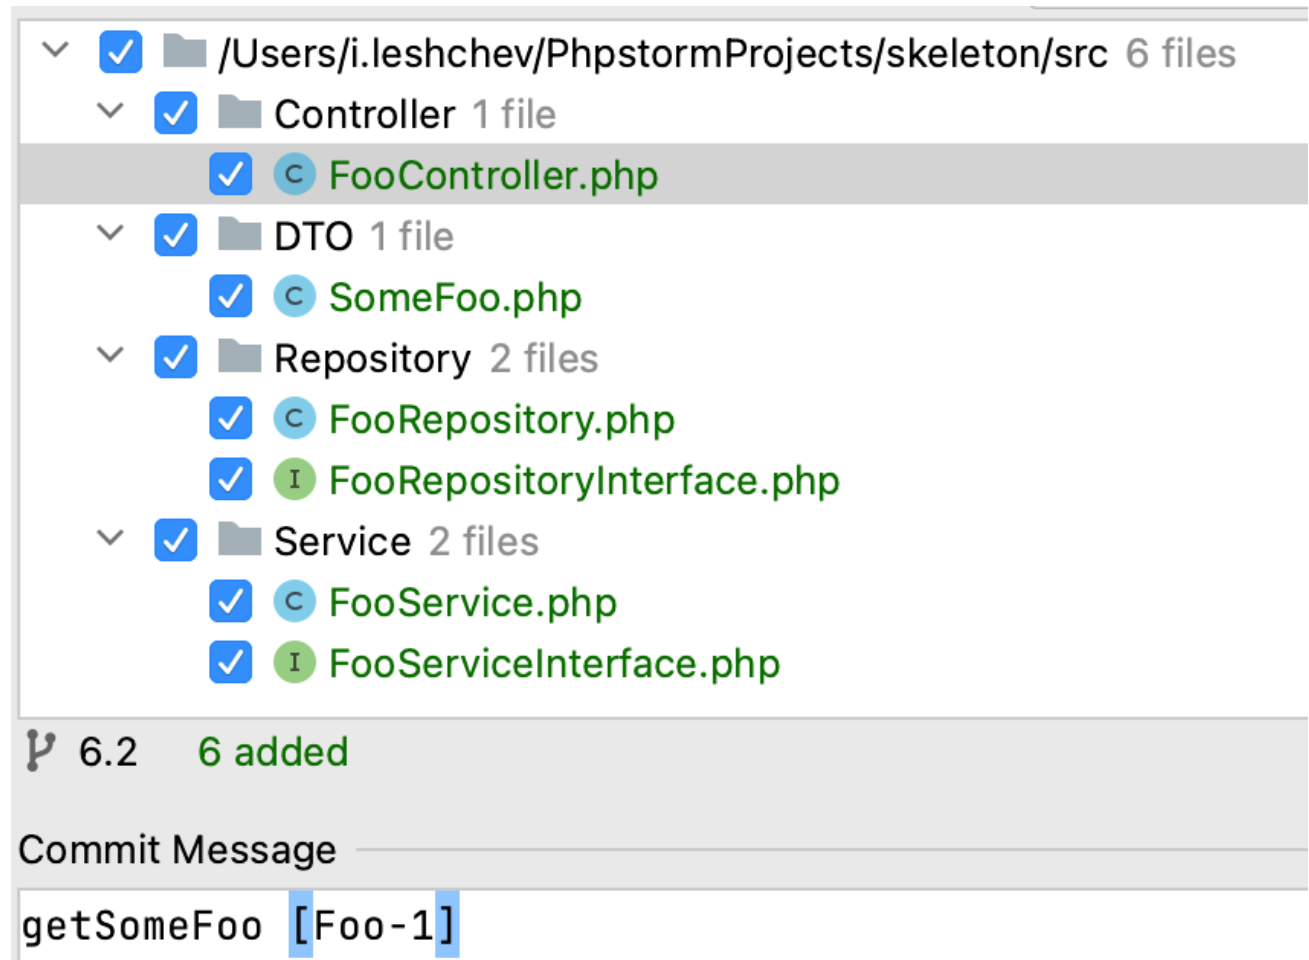 /Users/i.leshchev/PhpstormProjects/skeleton/src 6 files
Controller 1 file
C FooController.php
DTO 1 file
C SomeFoo.php
Repository 2 files
C FooRepository.php
I FooRepositoryInterface.php
Service 2 files
C FooService.php
I FooServiceInterface.php
6.2 6 added
Commit Message
getSomeFoo [Foo-1]